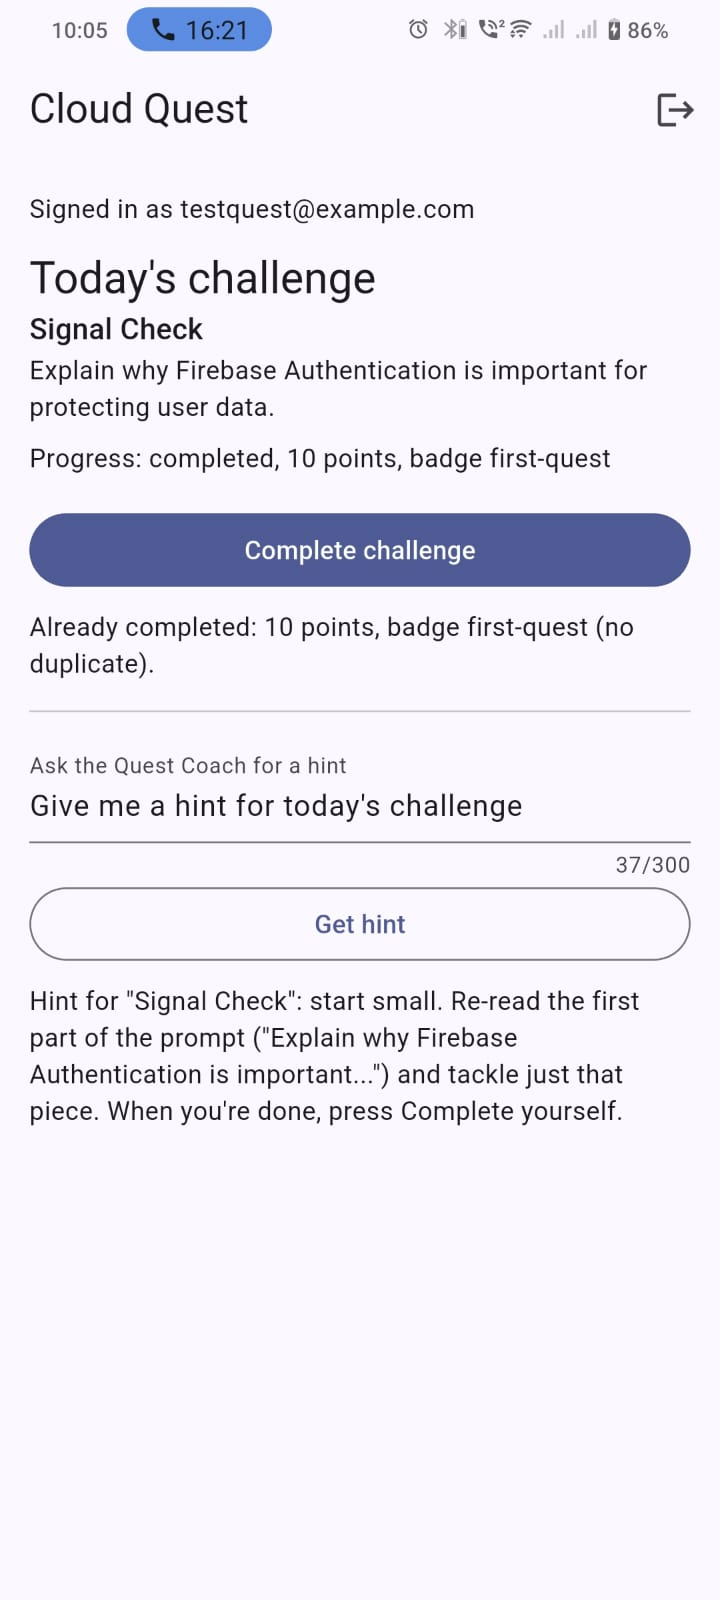 10:05 16:21 2 86%
Cloud Quest
Signed in as testquest@example.com
Today's challenge
Signal Check
Explain why Firebase Authentication is important for
protecting user data.
Progress: completed, 10 points, badge first-quest
Complete challenge
Already completed: 10 points, badge first-quest (no
duplicate).
Ask the Quest Coach for a hint
Give me a hint for today's challenge
37/300
Get hint
Hint for "Signal Check": start small. Re-read the first
part of the prompt ("Explain why Firebase
Authentication is important...") and tackle just that
piece. When you're done, press Complete yourself.